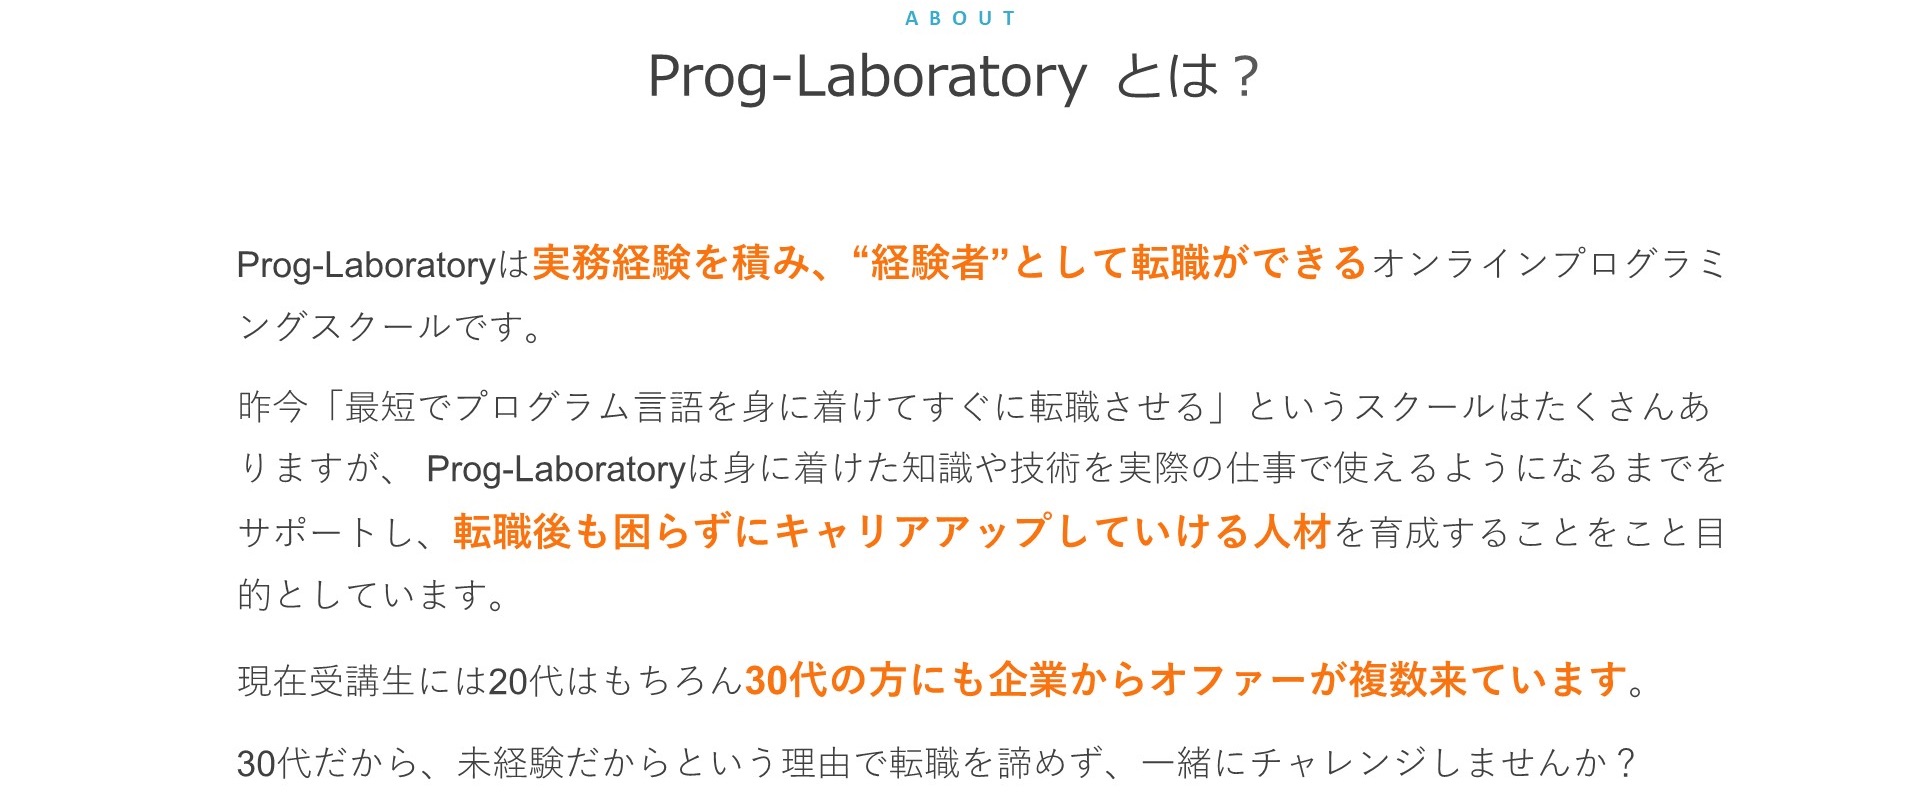 ABOUT
Prog-Laboratory とは？
Prog-Laboratoryは実務経験を積み、“経験者”として転職ができるオンラインプログラミ
ングスクールです。
昨今「最短でプログラム言語を身に着けてすぐに転職させる」というスクールはたくさんあ
りますが、 Prog-Laboratoryは身に着けた知識や技術を実際の仕事で使えるようになるまでを
サポートし、転職後も困らずにキャリアアップしていける人材を育成することをこと目
的としています。
現在受講生には20代はもちろん30代の方にも企業からオファーが複数来ています。
30代だから、未経験だからという理由で転職を諦めず、一緒にチャレンジしませんか？